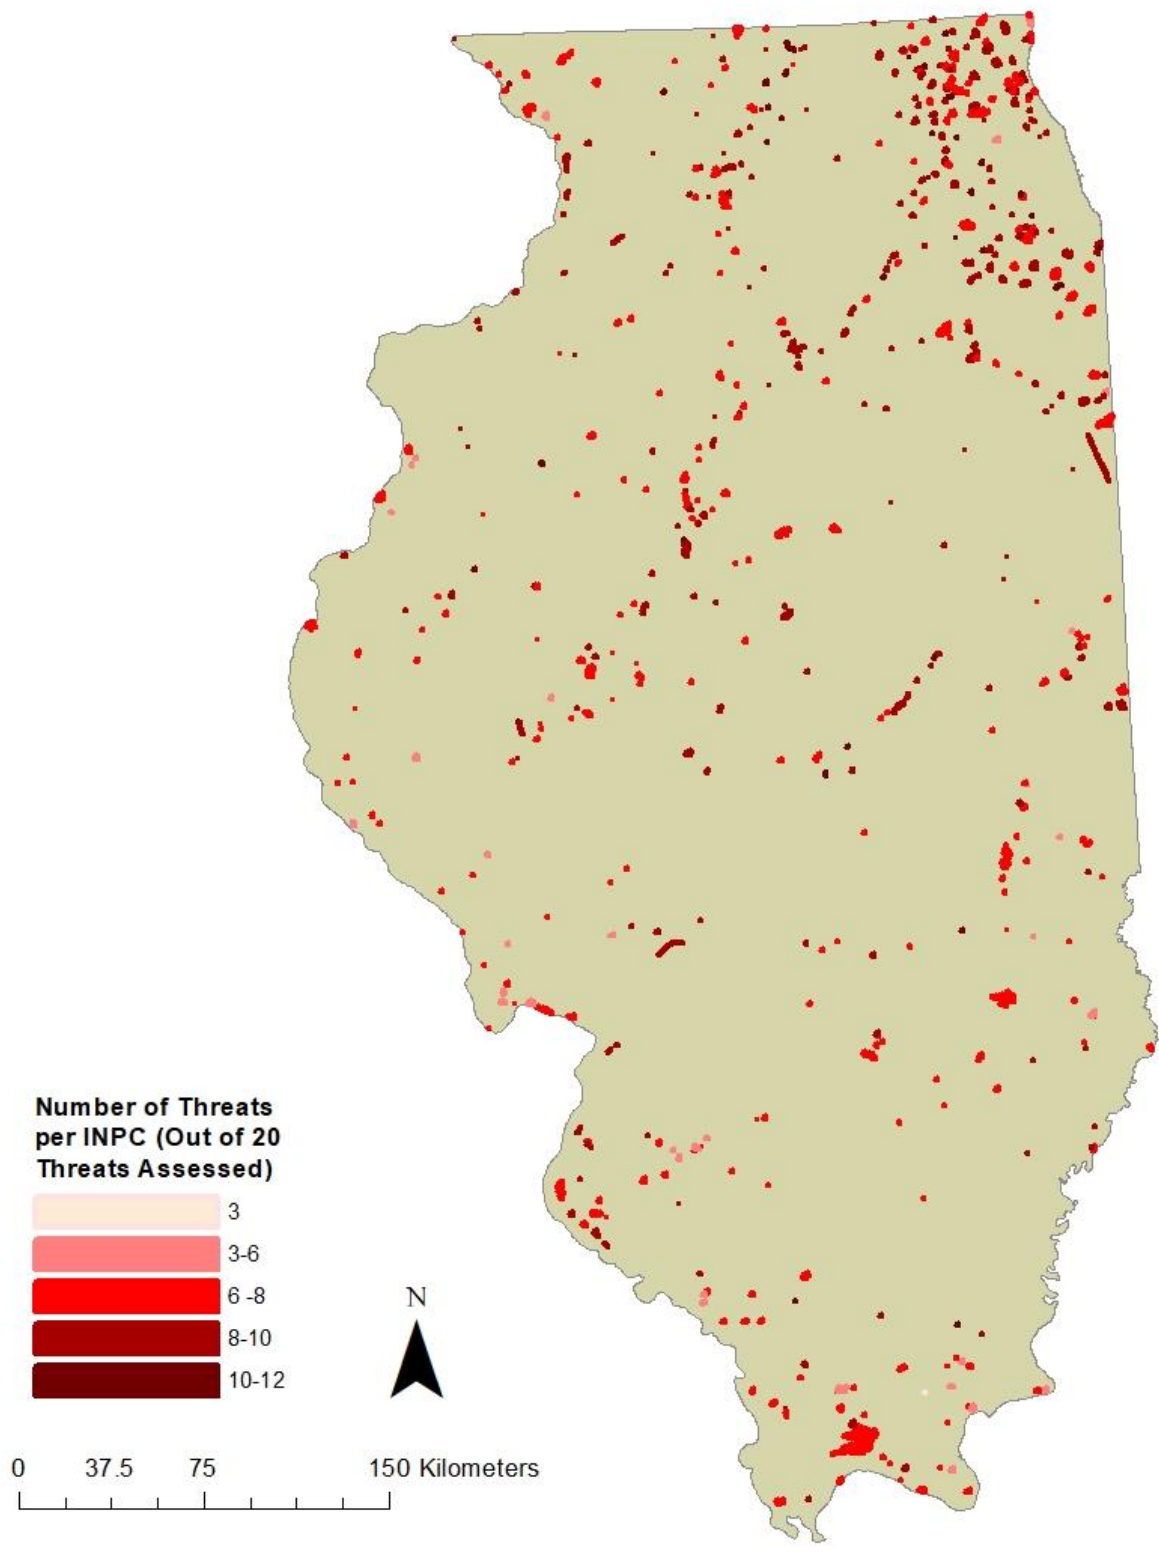 Number of Threats
per INPC (Out of 20
Threats Assessed)
3
3-6
6 -8
8-10
10-12
N
0 37.5 75 150 Kilometers